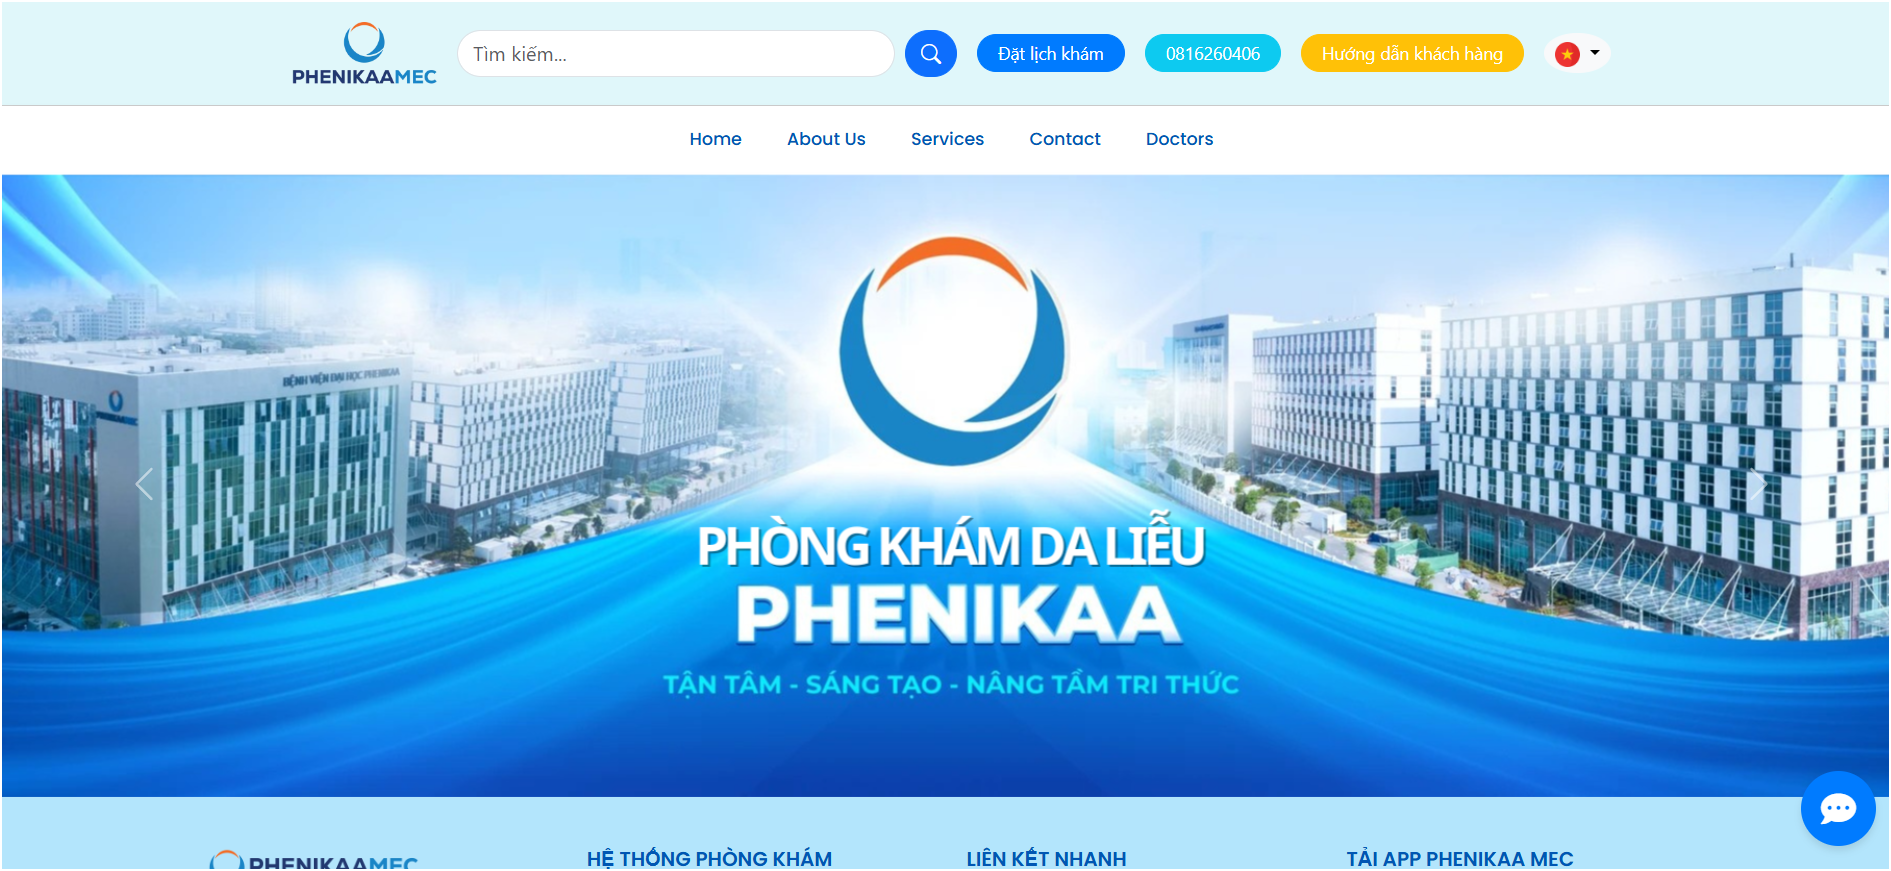 PHENIKAAMEC
Tìm kiếm...
Đặt lịch khám
0816260406
Hướng dẫn khách hàng
Home
About Us
Services
Contact
Doctors
BỆNH VIỆN ĐẠI HỌC PHENIKAA
PHENIKAAMEC
PHÒNG KHÁM DA LIỄU
PHENIKAA
TẬN TÂM - SÁNG TẠO - NÂNG TẦM TRI THỨC
PHENIKAAMEC
HỆ THỐNG PHÒNG KHÁM
LIÊN KẾT NHANH
TẢI APP PHENIKAA MEC